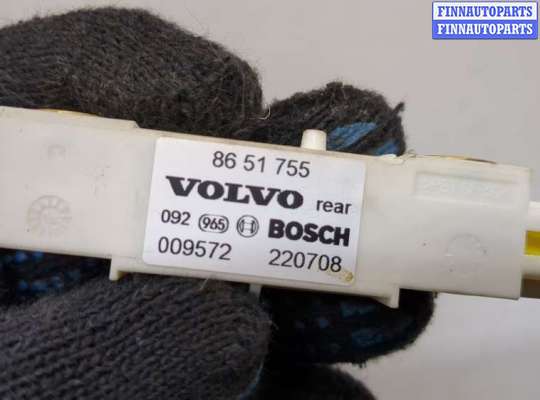 FINNAUTOPARTS
FINNAUTOPARTS
86 51 755
VOLVO rear
092 965 BOSCH
009572 220708